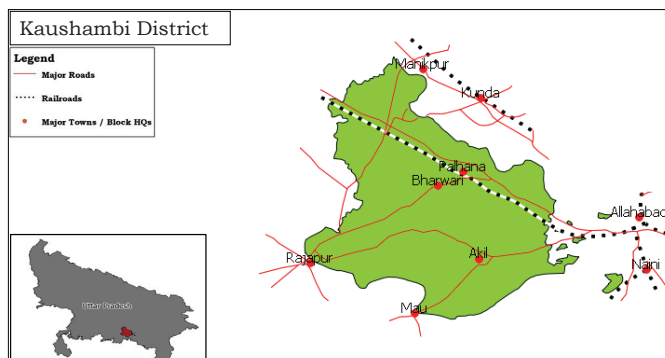 Kaushambi District
Legend
Major Roads
Railroads
Major Towns / Block HQs
Manikpur
Kunda
Palhana
Bharwari
Allahabad
Rajapur
Akil
Naini
Mau
Uttar Pradesh